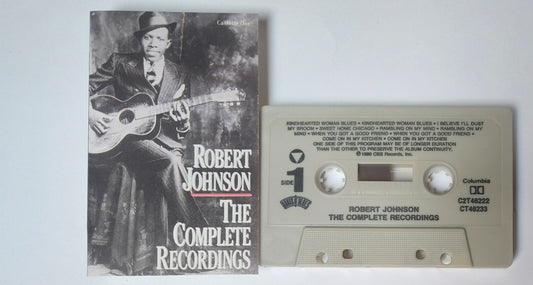 Cassette One
ROBERT
JOHNSON
THE
COMPLETE
RECORDINGS
KINDHEARTED WOMAN BLUES • KINDHEARTED WOMAN BLUES • I BELIEVE I'LL DUST
MY BROOM • SWEET HOME CHICAGO • RAMBLING ON MY MIND • RAMBLING ON MY
MIND • WHEN YOU GOT A GOOD FRIEND • WHEN YOU GOT A GOOD FRIEND •
COME ON IN MY KITCHEN • COME ON IN MY KITCHEN
ONE SIDE OF THIS PROGRAM MAY BE OF LONGER DURATION
THAN THE OTHER TO PRESERVE THE ALBUM CONTINUITY.
℗ 1990 CBS Records, Inc.
SIDE 1
Columbia
C2T46222
CT46233
ROOTS N' BLUES
ROBERT JOHNSON
THE COMPLETE RECORDINGS